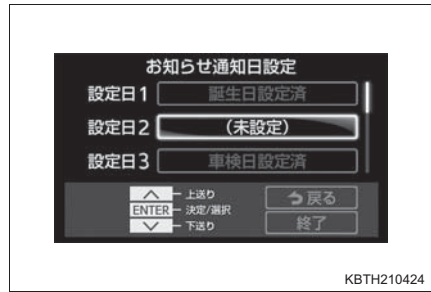 お知らせ通知日設定
設定日1 誕生日設定済
設定日2 (未設定)
設定日3 車検日設定済
上送り
ENTER 決定/選択
下送り
戻る
終了
KBTH210424